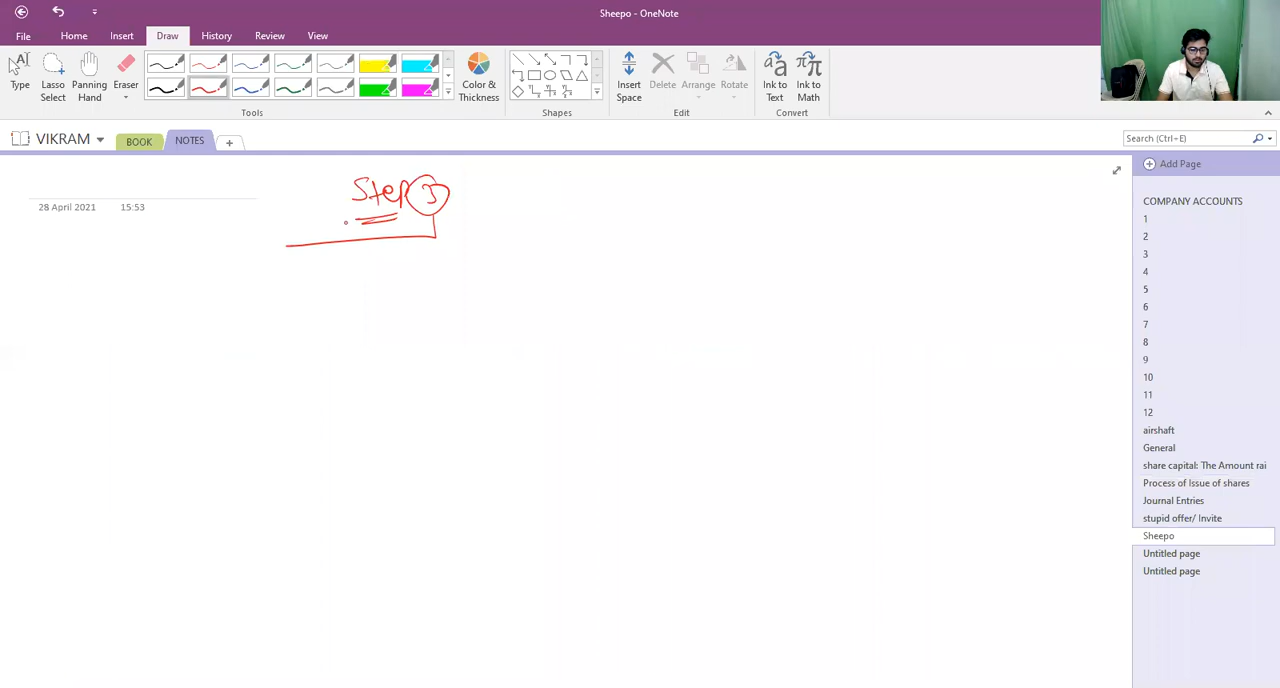 Sheepo - OneNote
File Home Insert Draw History Review View
Type Lasso Select Panning Hand Eraser Color & Thickness Insert Space Delete Arrange Rotate Ink to Text Ink to Math
Tools Shapes Edit Convert
VIKRAM BOOK NOTES Search (Ctrl+E)
Add Page
28 April 2021 15:53
Step 3
COMPANY ACCOUNTS
1
2
3
4
5
6
7
8
9
10
11
12
airshaft
General
share capital: The Amount rai
Process of Issue of shares
Journal Entries
stupid offer/ Invite
Sheepo
Untitled page
Untitled page